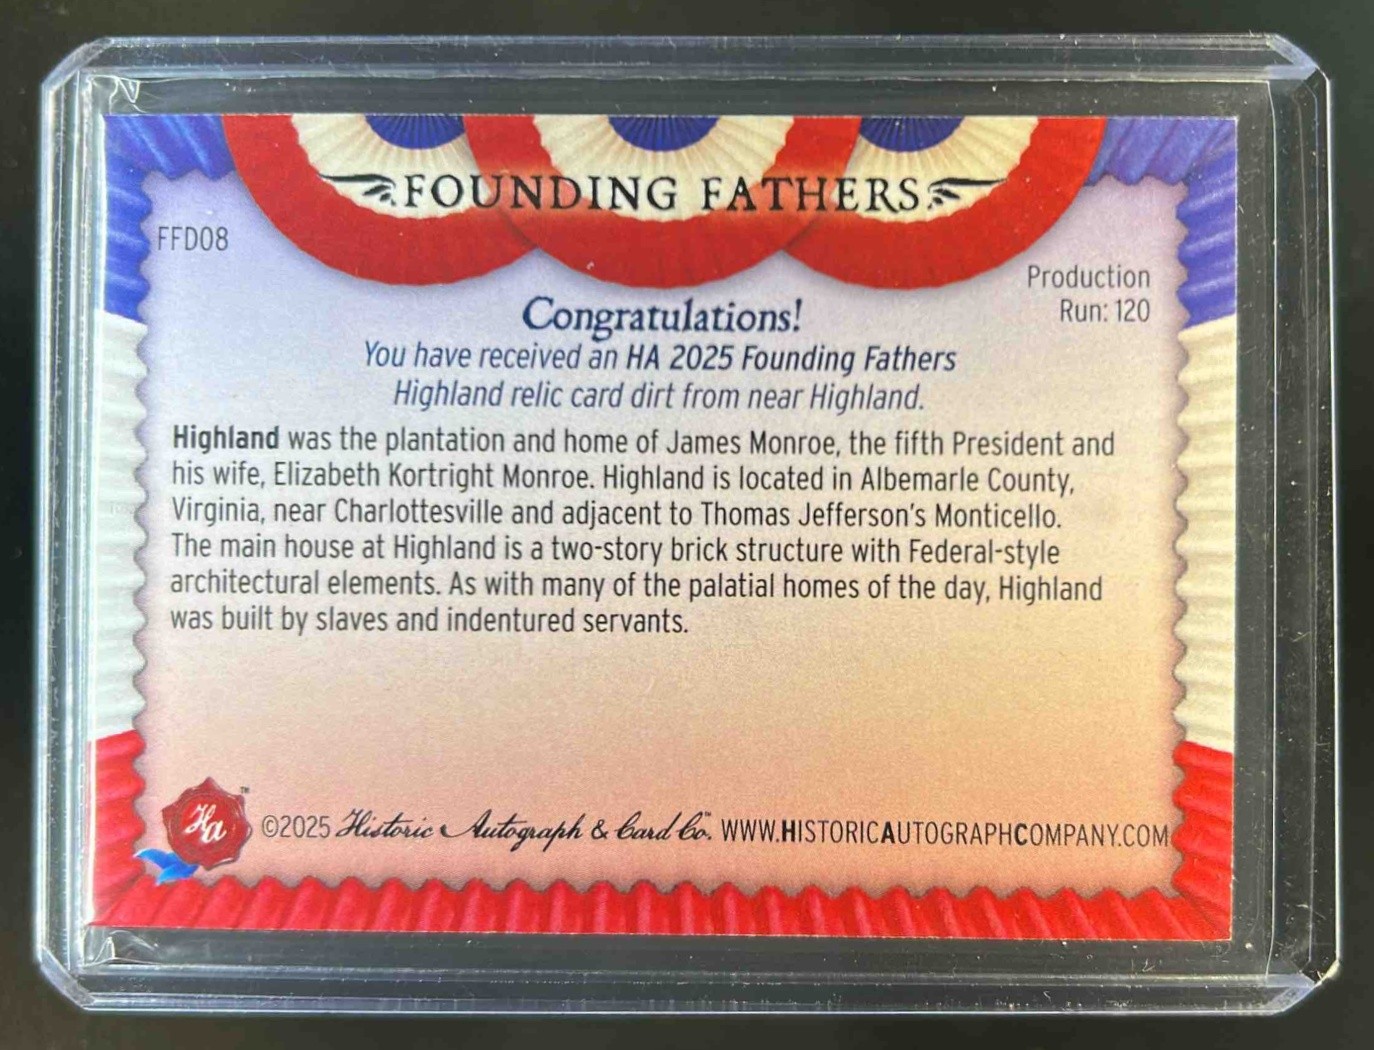 FOUNDING FATHERS
FFD08
Production
Run: 120
Congratulations!
You have received an HA 2025 Founding Fathers
Highland relic card dirt from near Highland.
Highland was the plantation and home of James Monroe, the fifth President and
his wife, Elizabeth Kortright Monroe. Highland is located in Albemarle County,
Virginia, near Charlottesville and adjacent to Thomas Jefferson's Monticello.
The main house at Highland is a two-story brick structure with Federal-style
architectural elements. As with many of the palatial homes of the day, Highland
was built by slaves and indentured servants.
Ha ™
©2025 Historic Autograph & Card Co.™ WWW.HISTORICAUTOGRAPHCOMPANY.COM